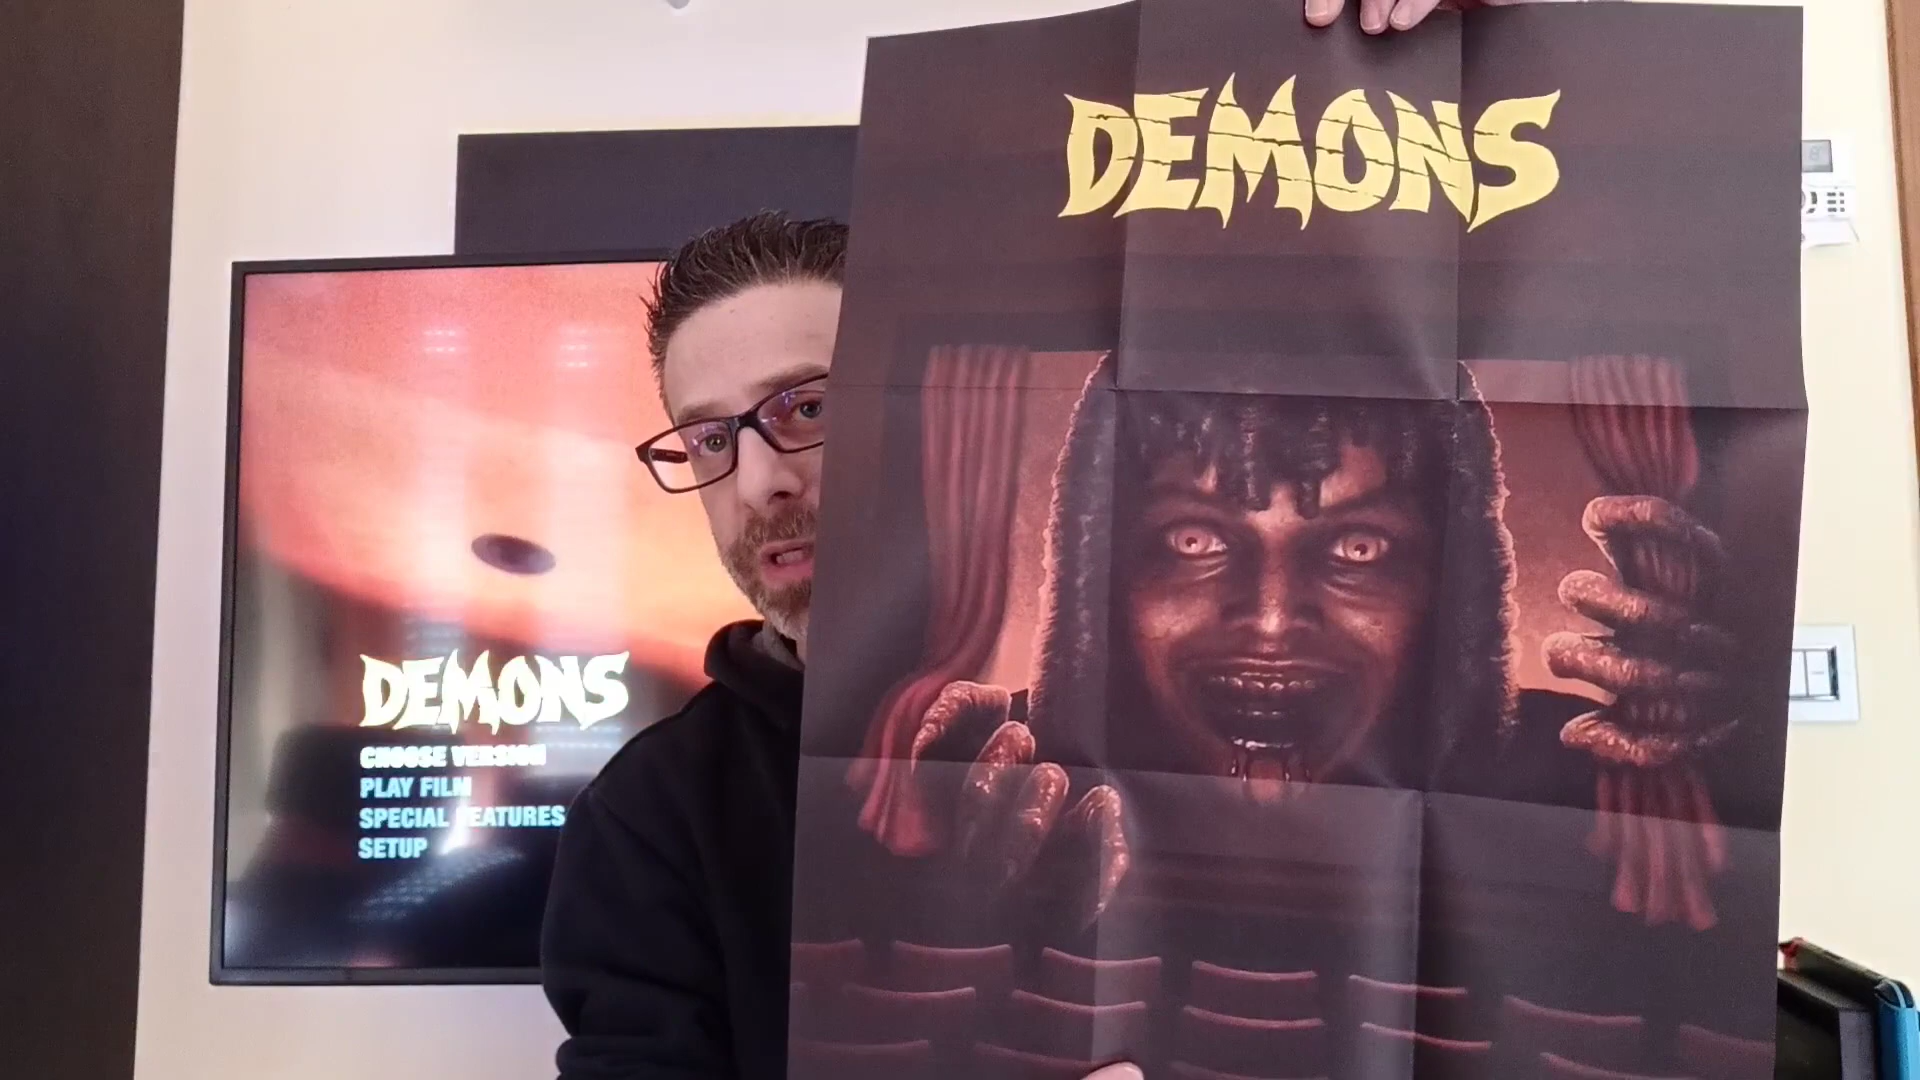 DEMONS
DEMONS
CHOOSE VERSION
PLAY FILM
SPECIAL FEATURES
SETUP